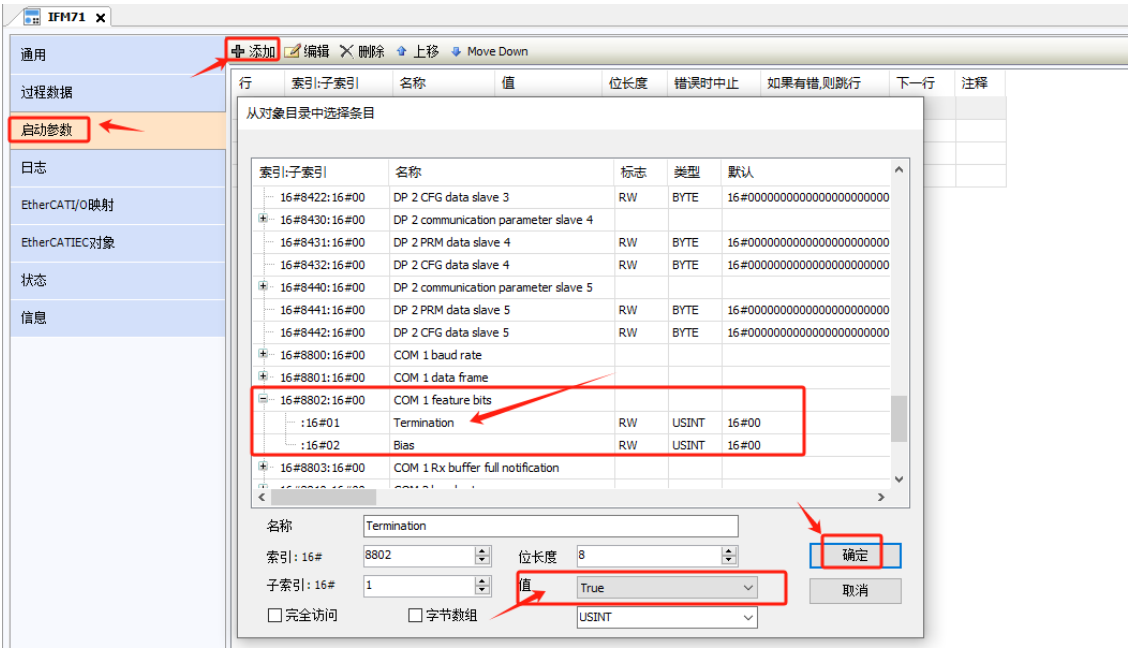 IFM71
通用
过程数据
启动参数
日志
EtherCATI/O映射
EtherCATIEC对象
状态
信息
添加 编辑 删除 上移 Move Down
行 索引:子索引 名称 值 位长度 错误时中止 如果有错,则跳行 下一行 注释
从对象目录中选择条目
索引:子索引 名称 标志 类型 默认
16#8422:16#00 DP 2 CFG data slave 3 RW BYTE 16#0000000000000000000000
16#8430:16#00 DP 2 communication parameter slave 4
16#8431:16#00 DP 2 PRM data slave 4 RW BYTE 16#0000000000000000000000
16#8432:16#00 DP 2 CFG data slave 4 RW BYTE 16#0000000000000000000000
16#8440:16#00 DP 2 communication parameter slave 5
16#8441:16#00 DP 2 PRM data slave 5 RW BYTE 16#0000000000000000000000
16#8442:16#00 DP 2 CFG data slave 5 RW BYTE 16#0000000000000000000000
16#8800:16#00 COM 1 baud rate
16#8801:16#00 COM 1 data frame
16#8802:16#00 COM 1 feature bits
:16#01 Termination RW USINT 16#00
:16#02 Bias RW USINT 16#00
16#8803:16#00 COM 1 Rx buffer full notification
名称 Termination
索引: 16# 8802 位长度 8 确定
子索引: 16# 1 值 True 取消
完全访问 字节数组 USINT